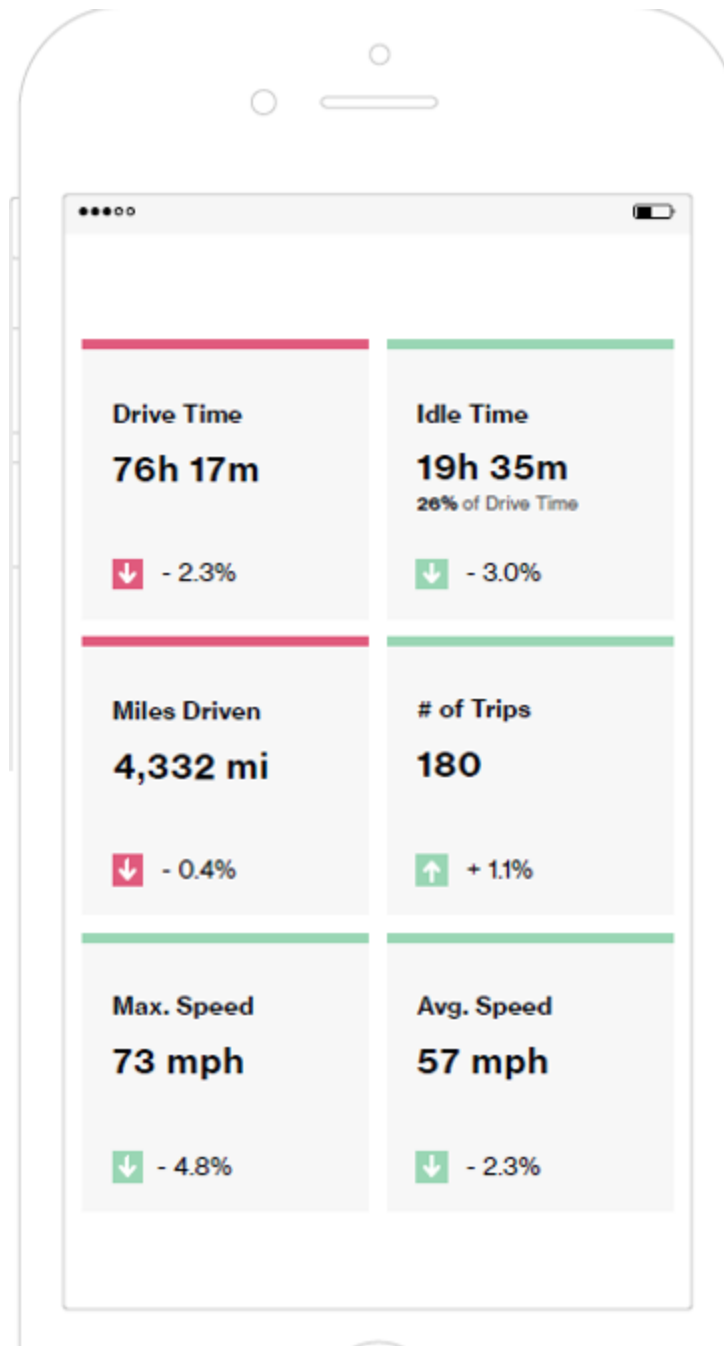 Drive Time
76h 17m
- 2.3%
Idle Time
19h 35m
26% of Drive Time
- 3.0%
Miles Driven
4,332 mi
- 0.4%
# of Trips
180
+ 1.1%
Max. Speed
73 mph
- 4.8%
Avg. Speed
57 mph
- 2.3%